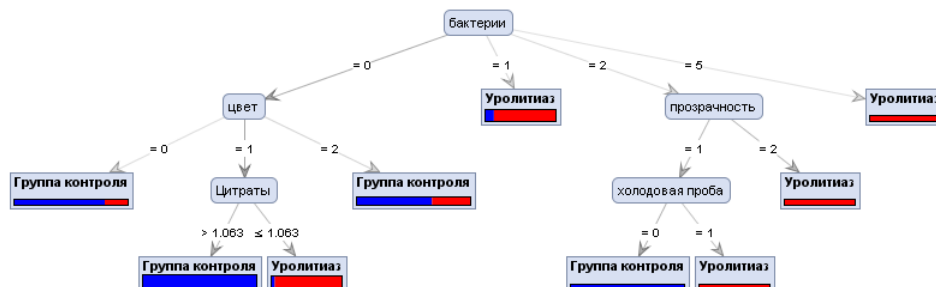 бактерии
= 0
= 1
= 2
= 5
цвет
Уролитиаз
прозрачность
Уролитиаз
= 0
= 1
= 2
= 1
= 2
Группа контроля
Цитраты
Группа контроля
холодовая проба
Уролитиаз
> 1.063
≤ 1.063
= 0
= 1
Группа контроля
Уролитиаз
Группа контроля
Уролитиаз